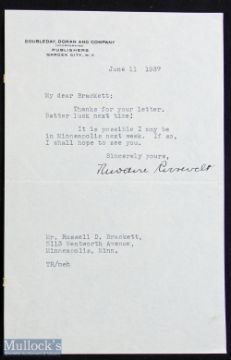 DOUBLEDAY, DORAN AND COMPANY
INCORPORATED
PUBLISHERS
GARDEN CITY, N.Y.
June 11 1937
My dear Brackett:
Thanks for your letter.
Better luck next time!
It is possible I may be
in Minneapolis next week. If so,
I shall hope to see you.
Sincerely yours,
Theodore Roosevelt
Mr. Russell D. Brackett,
5113 Wentworth Avenue,
Minneapolis, Minn.
TR/meh
Mullock's